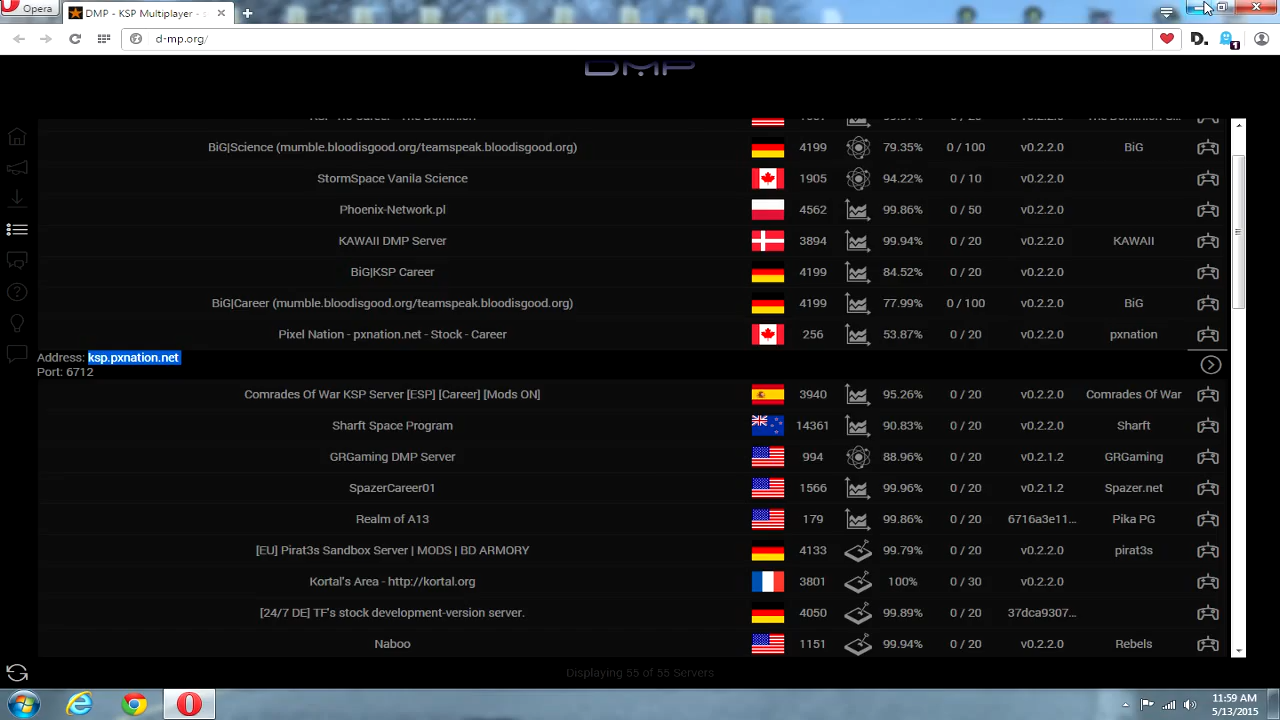 Opera
DMP - KSP Multiplayer - s
d-mp.org/
1
DMP
BiG|Science (mumble.bloodisgood.org/teamspeak.bloodisgood.org) 4199 79.35% 0 / 100 v0.2.2.0 BiG
StormSpace Vanila Science 1905 94.22% 0 / 10 v0.2.2.0
Phoenix-Network.pl 4562 99.86% 0 / 50 v0.2.2.0
KAWAII DMP Server 3894 99.94% 0 / 20 v0.2.2.0 KAWAII
BiG|KSP Career 4199 84.52% 0 / 20 v0.2.2.0
BiG|Career (mumble.bloodisgood.org/teamspeak.bloodisgood.org) 4199 77.99% 0 / 100 v0.2.2.0 BiG
Pixel Nation - pxnation.net - Stock - Career 256 53.87% 0 / 20 v0.2.2.0 pxnation
Address: ksp.pxnation.net
Port: 6712
Comrades Of War KSP Server [ESP] [Career] [Mods ON] 3940 95.26% 0 / 20 v0.2.2.0 Comrades Of War
Sharft Space Program 14361 90.83% 0 / 20 v0.2.2.0 Sharft
GRGaming DMP Server 994 88.96% 0 / 20 v0.2.1.2 GRGaming
SpazerCareer01 1566 99.96% 0 / 20 v0.2.1.2 Spazer.net
Realm of A13 179 99.86% 0 / 20 6716a3e11... Pika PG
[EU] Pirat3s Sandbox Server | MODS | BD ARMORY 4133 99.79% 0 / 20 v0.2.2.0 pirat3s
Kortal's Area - http://kortal.org 3801 100% 0 / 30 v0.2.2.0
[24/7 DE] TF's stock development-version server. 4050 99.89% 0 / 20 37dca9307...
Naboo 1151 99.94% 0 / 20 v0.2.2.0 Rebels
Displaying 55 of 55 Servers
11:59 AM
5/13/2015